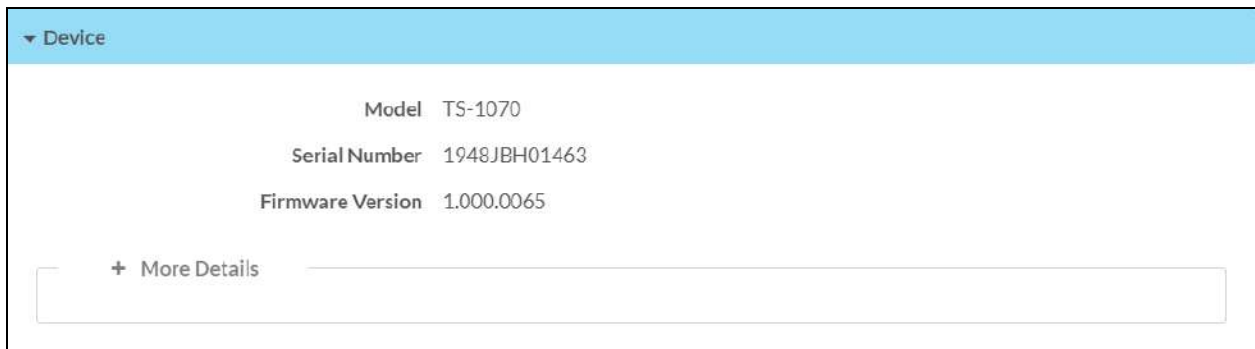 Device
Model TS-1070
Serial Number 1948JBH01463
Firmware Version 1.000.0065
+ More Details